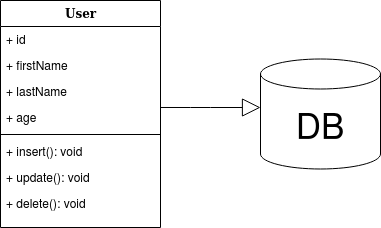 User
+ id
+ firstName
+ lastName
+ age
+ insert(): void
+ update(): void
+ delete(): void
DB